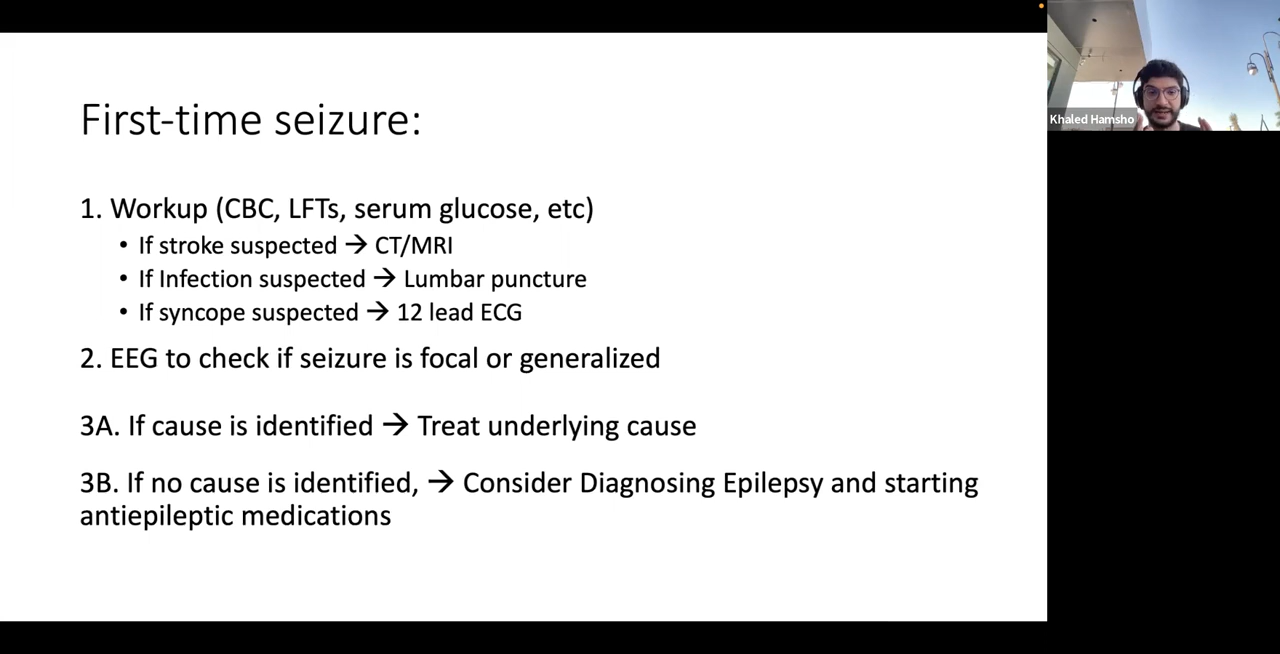 Khaled Hamsho
First-time seizure:
1. Workup (CBC, LFTs, serum glucose, etc)
• If stroke suspected → CT/MRI
• If Infection suspected → Lumbar puncture
• If syncope suspected → 12 lead ECG
2. EEG to check if seizure is focal or generalized
3A. If cause is identified → Treat underlying cause
3B. If no cause is identified, → Consider Diagnosing Epilepsy and starting
antiepileptic medications